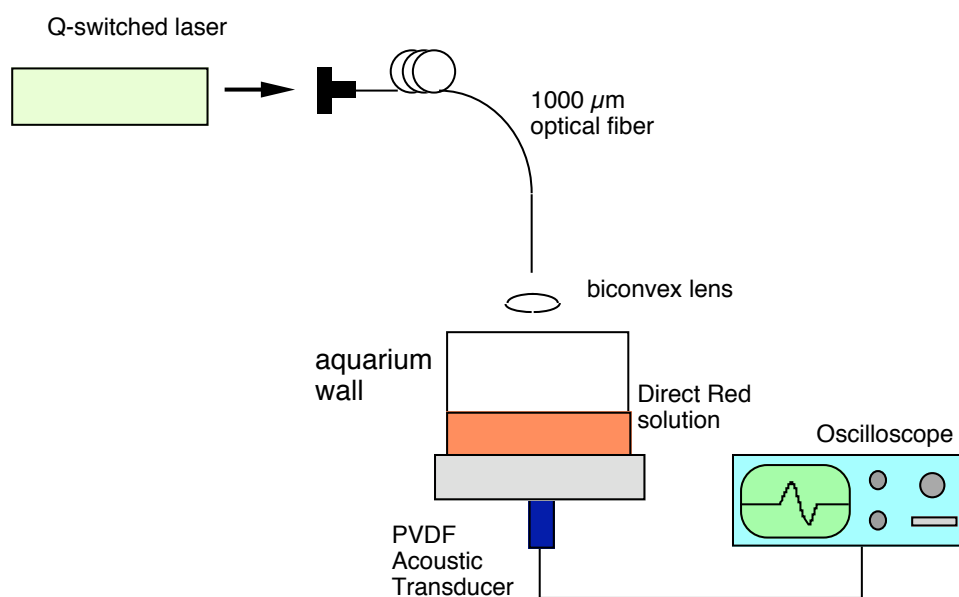 Q-switched laser
1000 µm
optical fiber
biconvex lens
aquarium
wall
Direct Red
solution
Oscilloscope
PVDF
Acoustic
Transducer